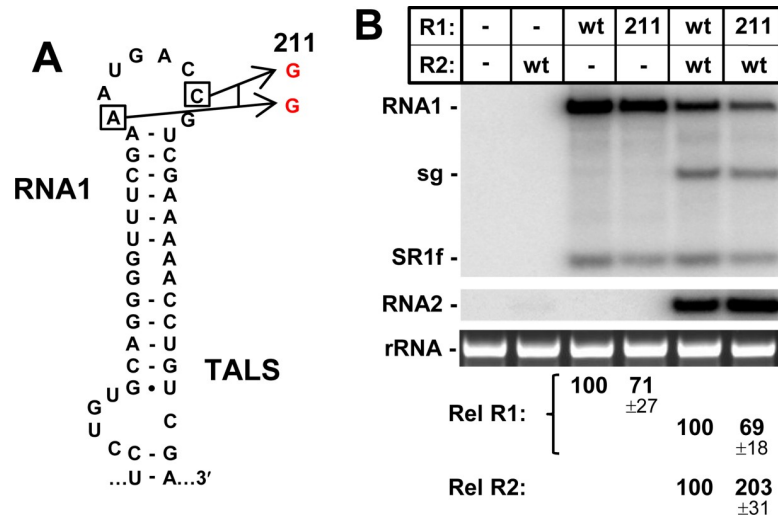 A
211
U G A C
A C G
A G G
A - U
G - C
C - G
U - A
U - A
U - A
G - A
G - C
G - C
A - U
C - G
U G • U
G
U C
C G
C
...U - A...3′
RNA1
TALS
B
R1: - - wt 211 wt 211
R2: - wt - - wt wt
RNA1 -
sg -
SR1f -
RNA2 -
rRNA -
Rel R1: 100 71 ±27
100 69 ±18
Rel R2: 100 203 ±31